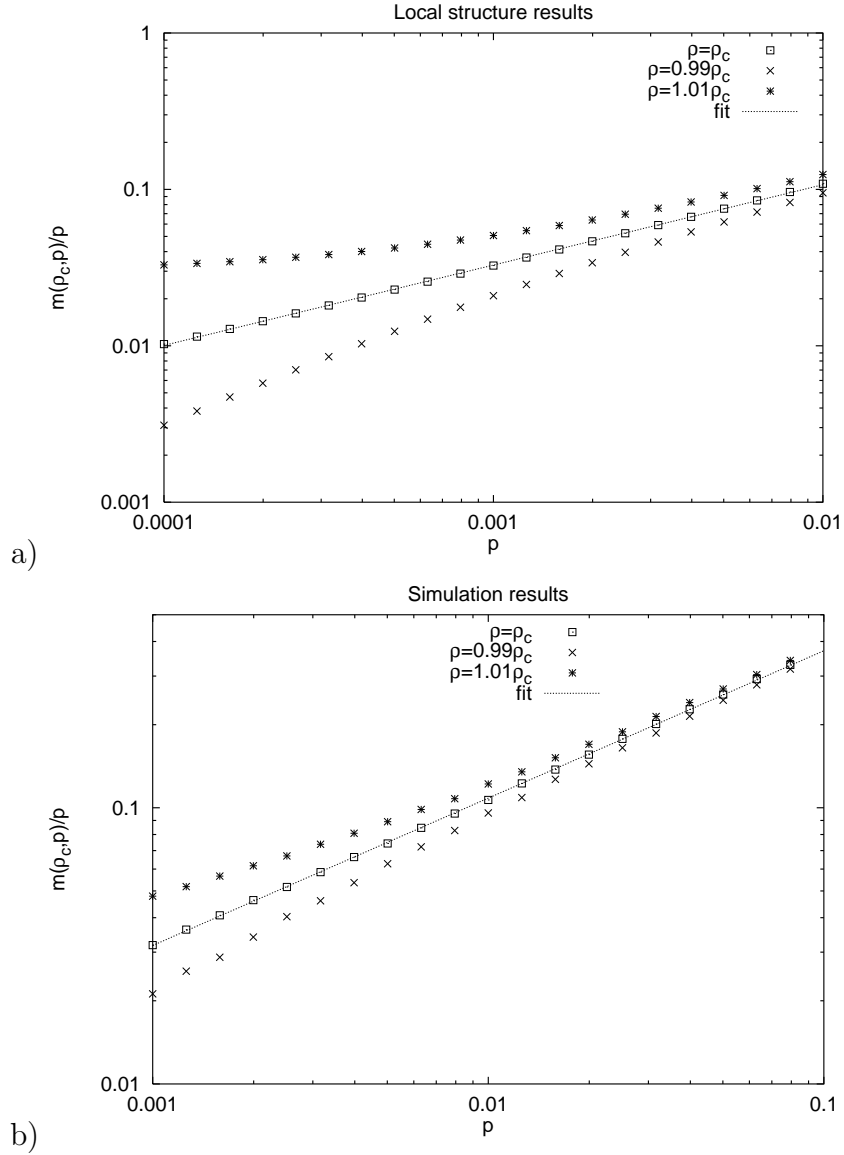 Local structure results
1
0.1
0.01
0.001
0.0001
0.001
0.01
m(ρc,p)/p
p
ρ=ρc
ρ=0.99ρc
ρ=1.01ρc
fit
a)
Simulation results
0.1
0.01
0.001
0.01
0.1
m(ρc,p)/p
p
ρ=ρc
ρ=0.99ρc
ρ=1.01ρc
fit
b)